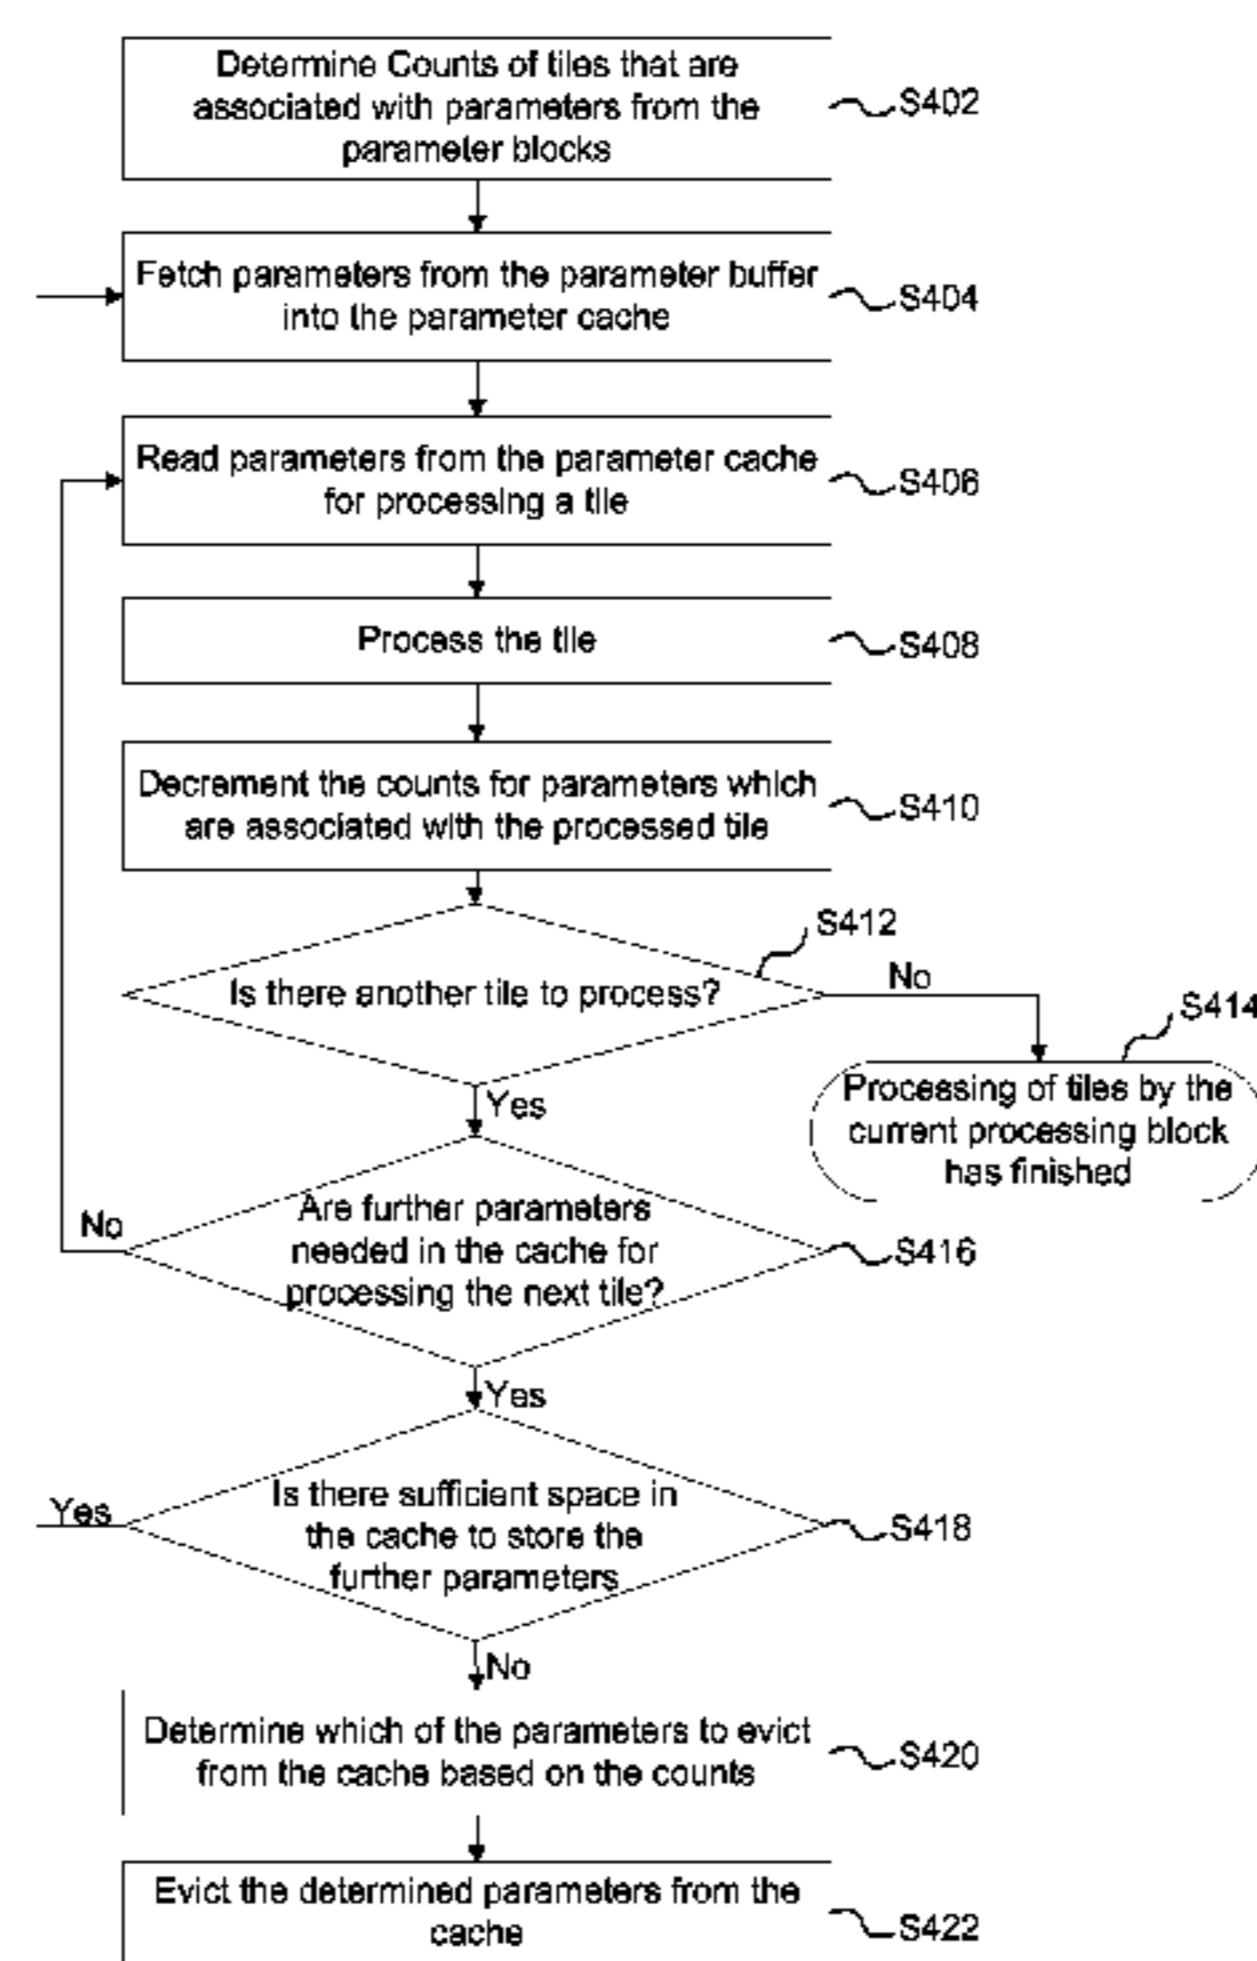 Determine Counts of tiles that are
associated with parameters from the
parameter blocks
S402
Fetch parameters from the parameter buffer
into the parameter cache
S404
Read parameters from the parameter cache
for processing a tile
S406
Process the tile
S408
Decrement the counts for parameters which
are associated with the processed tile
S410
S412
Is there another tile to process?
No
S414
Processing of tiles by the
current processing block
has finished
Yes
Are further parameters
needed in the cache for
processing the next tile?
No
S416
Yes
Is there sufficient space in
the cache to store the
further parameters
Yes
S418
No
Determine which of the parameters to evict
from the cache based on the counts
S420
Evict the determined parameters from the
cache
S422